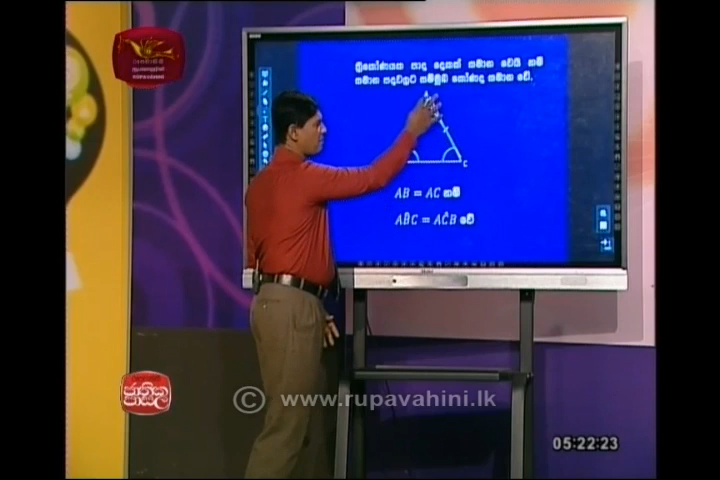 ත්‍රිකෝණයක පාද දෙකක් සමාන වෙයි නම්
සමාන පාදවලට සම්මුඛ කෝණද සමාන වේ.
C
AB = AC නම්
AB̂C = AĈB වේ
ජාතික
පාසල
© www.rupavahini.lk
05:22:23